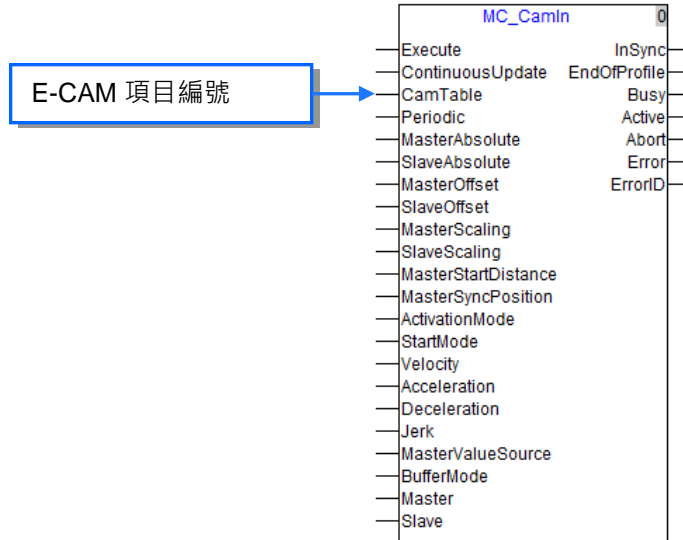 MC_CamIn 0
Execute InSync
ContinuousUpdate EndOfProfile
E-CAM 項目編號
CamTable Busy
Periodic Active
MasterAbsolute Abort
SlaveAbsolute Error
MasterOffset ErrorID
SlaveOffset
MasterScaling
SlaveScaling
MasterStartDistance
MasterSyncPosition
ActivationMode
StartMode
Velocity
Acceleration
Deceleration
Jerk
MasterValueSource
BufferMode
Master
Slave